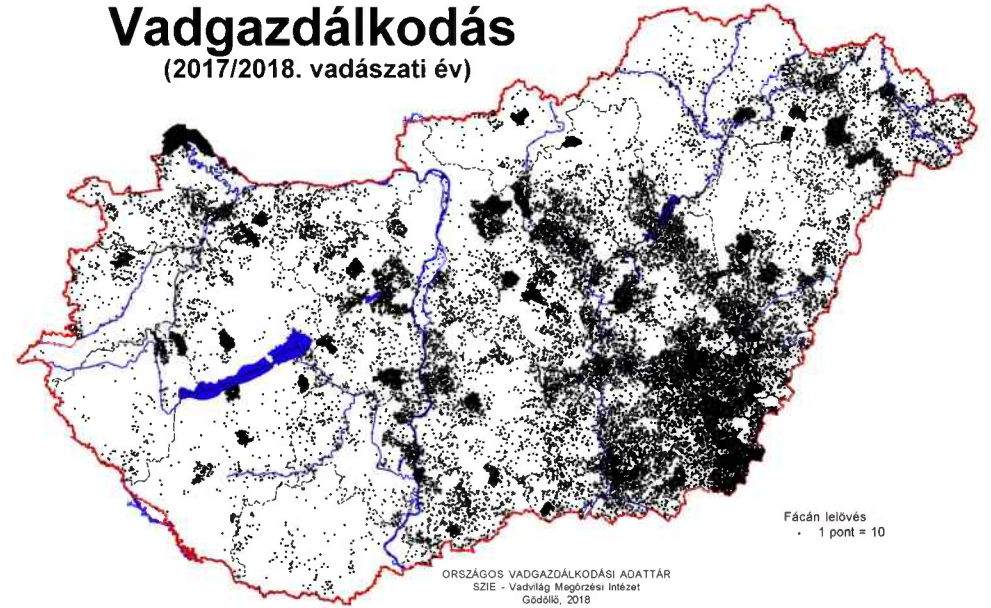 Vadgazdálkodás
(2017/2018. vadászati év)
Fácán lelövés
. 1 pont = 10
ORSZÁGOS VADGAZDÁLKODÁSI ADATTÁR
SZIE - Vadvilág Megőrzési Intézet
Gödöllő, 2018